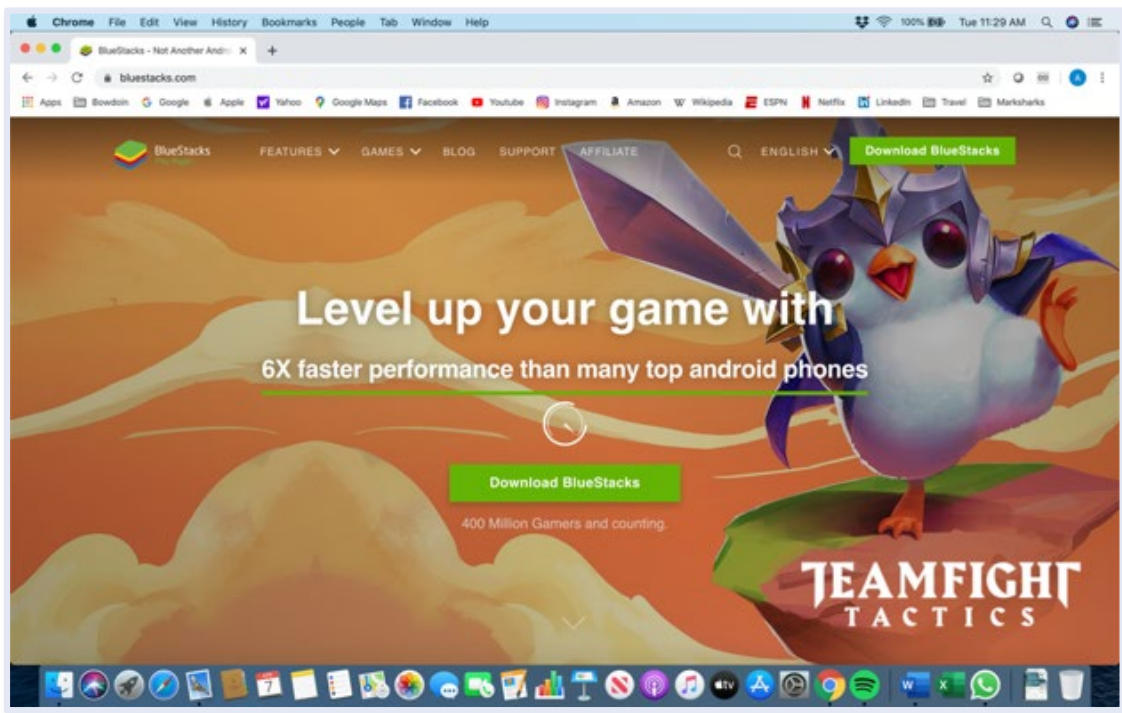 Chrome File Edit View History Bookmarks People Tab Window Help 100% Tue 11:29 AM
BlueStacks - Not Another Andro
bluestacks.com
Apps Bowdoin Google Apple Yahoo Google Maps Facebook Youtube Instagram Amazon Wikipedia ESPN Netflix LinkedIn Travel Marksharks
BlueStacks FEATURES GAMES BLOG SUPPORT AFFILIATE ENGLISH Download BlueStacks
Level up your game with
6X faster performance than many top android phones
Download BlueStacks
400 Million Gamers and counting.
TEAMFIGHT
TACTICS
7
tv